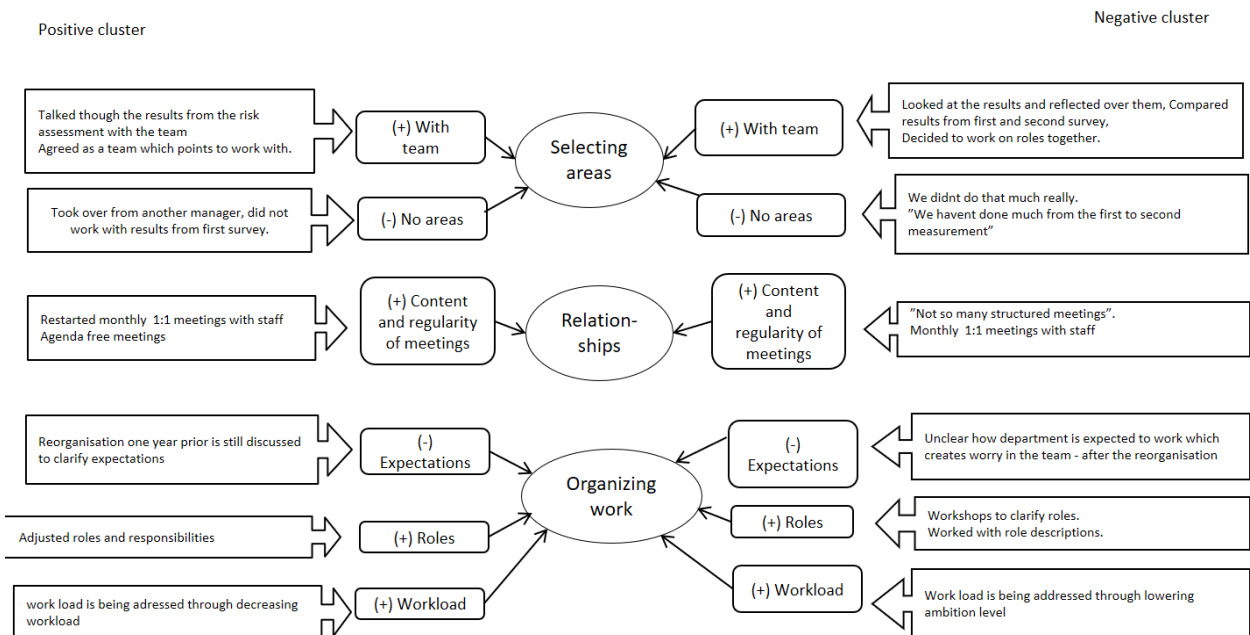 Positive cluster
Negative cluster
Talked though the results from the risk
assessment with the team
Agreed as a team which points to work with.
(+) With
team
Selecting
areas
(+) With team
Looked at the results and reflected over them, Compared
results from first and second survey,
Decided to work on roles together.
Took over from another manager, did not
work with results from first survey.
(-) No areas
(-) No areas
We didnt do that much really.
”We havent done much from the first to second
measurement”
Restarted monthly 1:1 meetings with staff
Agenda free meetings
(+) Content
and regularity
of meetings
Relation-
ships
(+) Content
and
regularity of
meetings
”Not so many structured meetings”.
Monthly 1:1 meetings with staff
Reorganisation one year prior is still discussed
to clarify expectations
(-)
Expectations
Organizing
work
(-)
Expectations
Unclear how department is expected to work which
creates worry in the team - after the reorganisation
Adjusted roles and responsibilities
(+) Roles
(+) Roles
Workshops to clarify roles.
Worked with role descriptions.
work load is being adressed through decreasing
workload
(+) Workload
(+) Workload
Work load is being addressed through lowering
ambition level